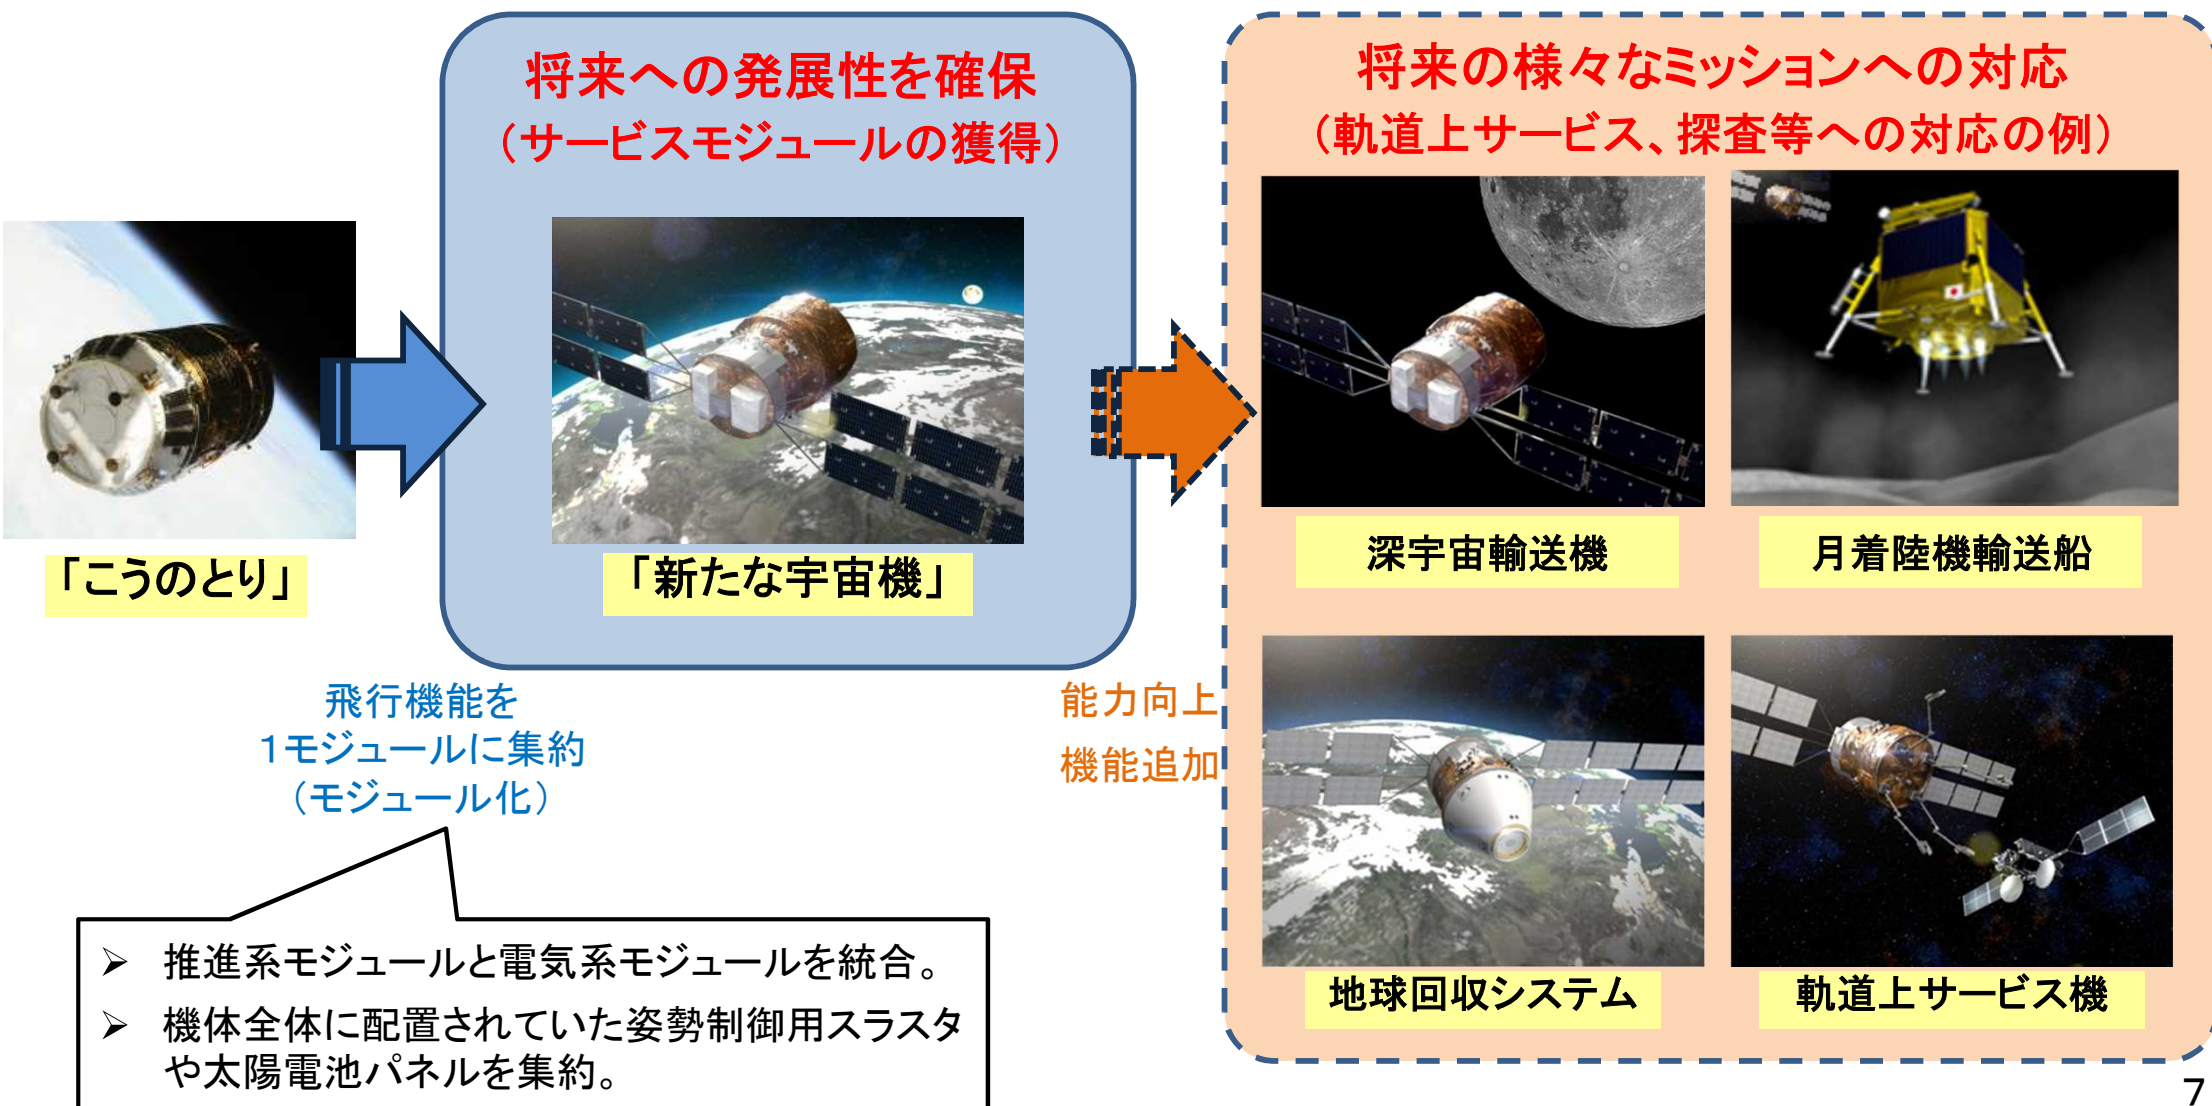 将来への発展性を確保
（サービスモジュールの獲得）
「こうのとり」
「新たな宇宙機」
飛行機能を
1モジュールに集約
（モジュール化）
➢ 推進系モジュールと電気系モジュールを統合。
➢ 機体全体に配置されていた姿勢制御用スラスタ
や太陽電池パネルを集約。
能力向上
機能追加
将来の様々なミッションへの対応
（軌道上サービス、探査等への対応の例）
深宇宙輸送機
月着陸機輸送船
地球回収システム
軌道上サービス機
7